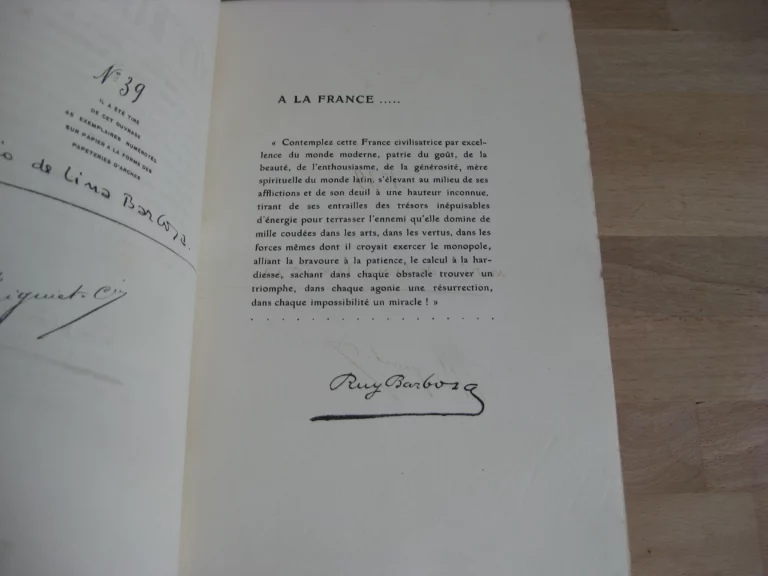 Nº 39
IL A ÉTÉ TIRÉ
DE CET OUVRAGE
65 EXEMPLAIRES NUMÉROTÉS
SUR PAPIER A LA FORME DES
PAPETERIES D'ARCHES
de Lina Barbosa.
A LA FRANCE .....
« Contemplez cette France civilisatrice par excel-
lence du monde moderne, patrie du goût, de la
beauté, de l'enthousiasme, de la générosité, mère
spirituelle du monde latin, s'élevant au milieu de ses
afflictions et de son deuil à une hauteur inconnue,
tirant de ses entrailles des trésors inépuisables
d'énergie pour terrasser l'ennemi qu'elle domine de
mille coudées dans les arts, dans les vertus, dans les
forces mêmes dont il croyait exercer le monopole,
alliant la bravoure à la patience, le calcul à la har-
diesse, sachant dans chaque obstacle trouver un
triomphe, dans chaque agonie une résurrection,
dans chaque impossibilité un miracle ! »
. . . . . . . . . . . . . . . . .
Ruy Barbosa